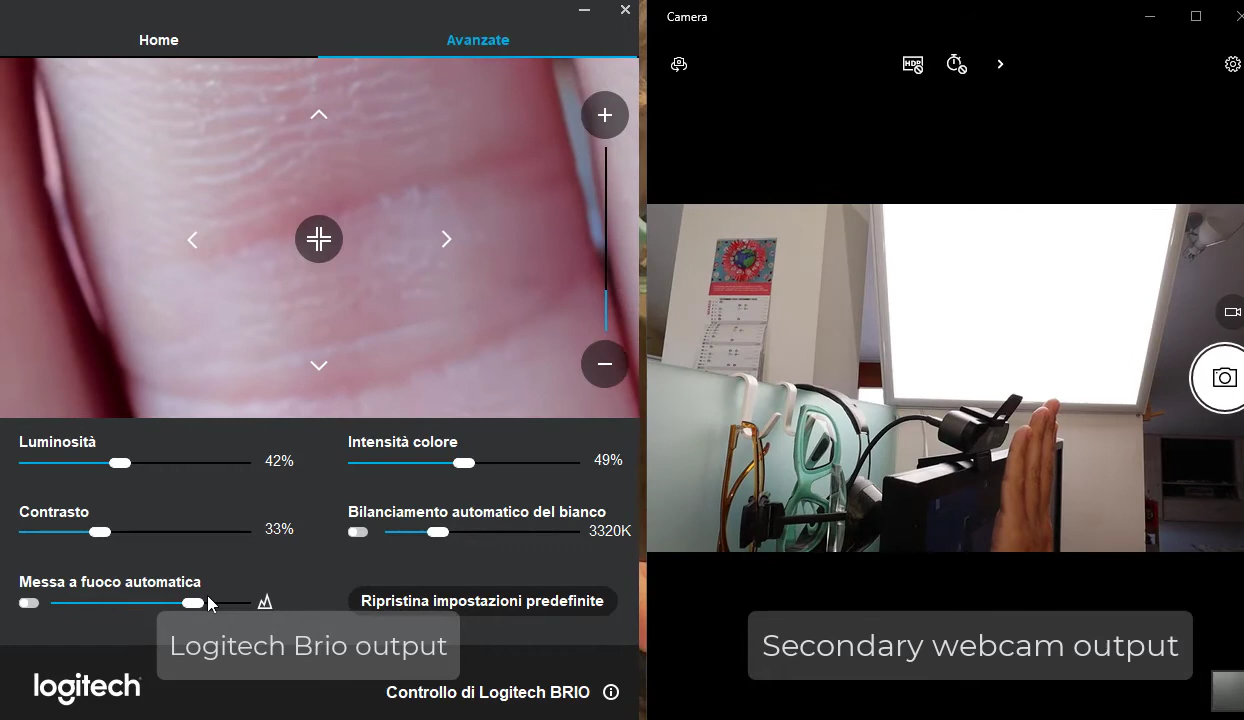 Home
Avanzate
Luminosità
42%
Intensità colore
49%
Contrasto
33%
Bilanciamento automatico del bianco
3320K
Messa a fuoco automatica
Ripristina impostazioni predefinite
Logitech Brio output
logitech
Controllo di Logitech BRIO
Camera
HDR
Secondary webcam output